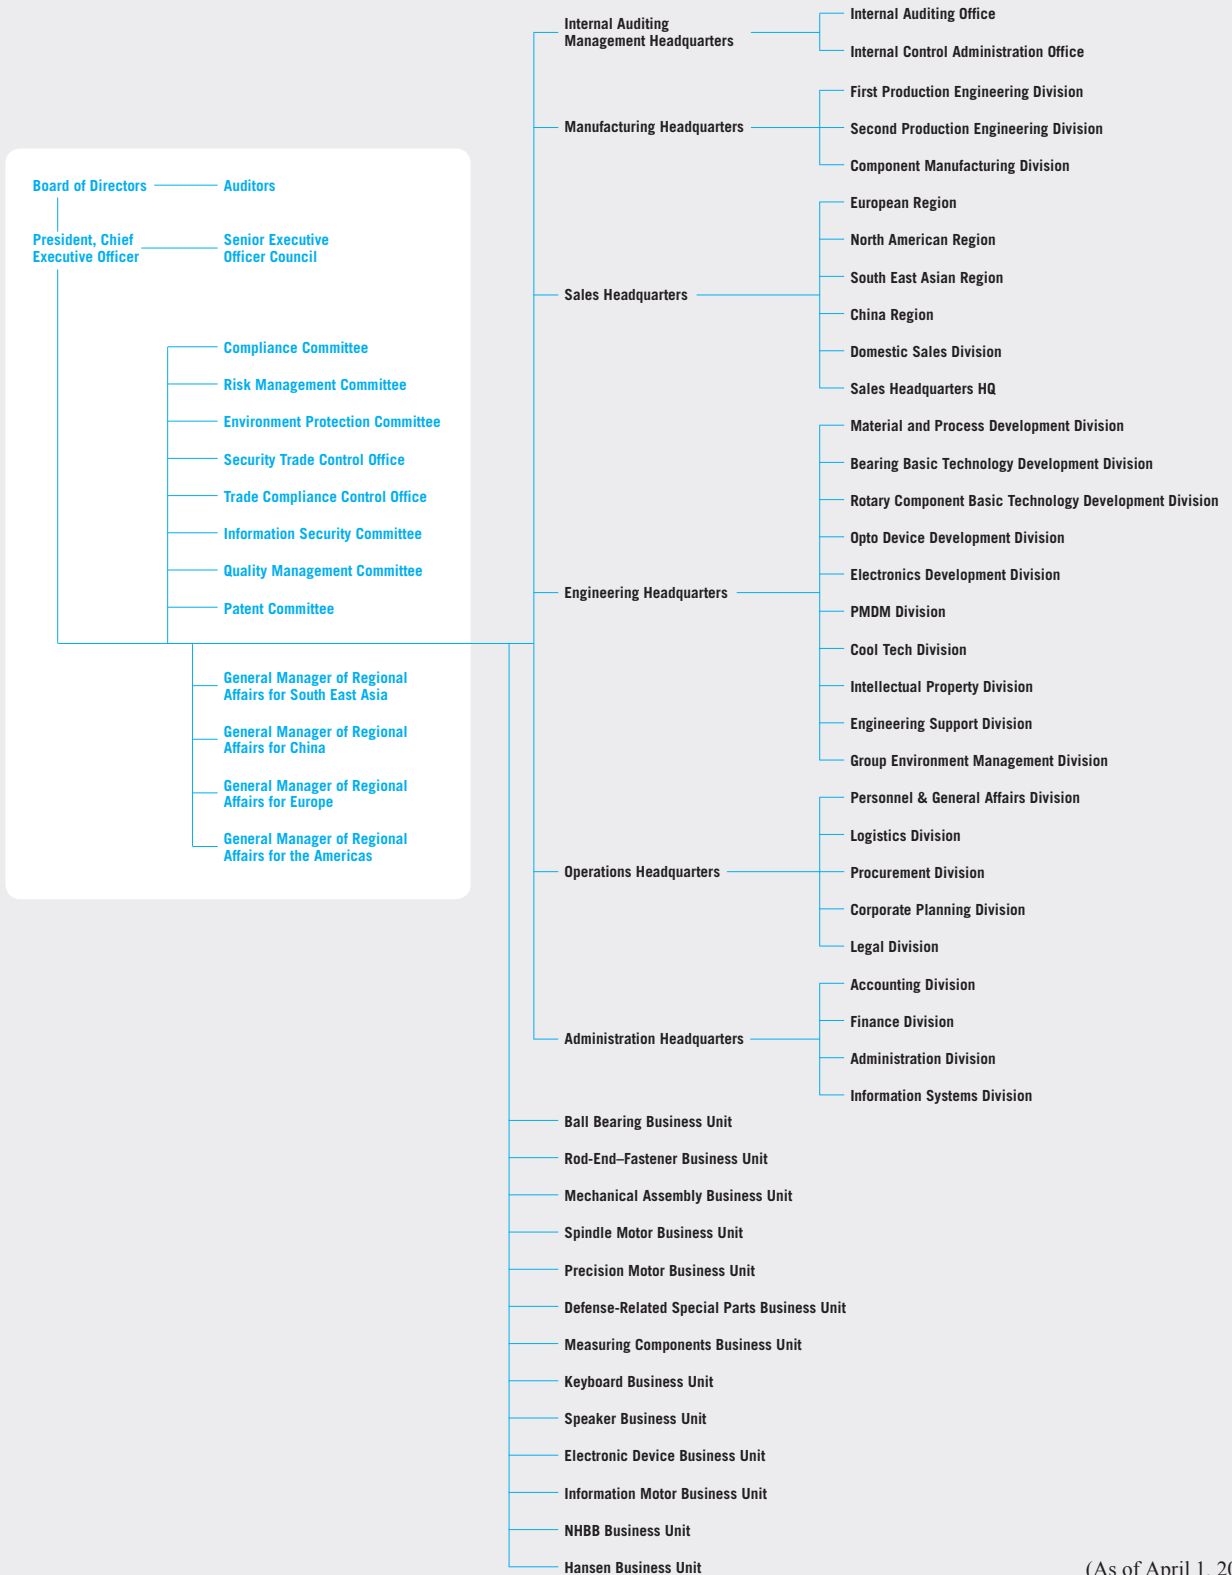 Board of Directors
Auditors
President, Chief
Executive Officer
Senior Executive
Officer Council
Compliance Committee
Risk Management Committee
Environment Protection Committee
Security Trade Control Office
Trade Compliance Control Office
Information Security Committee
Quality Management Committee
Patent Committee
General Manager of Regional
Affairs for South East Asia
General Manager of Regional
Affairs for China
General Manager of Regional
Affairs for Europe
General Manager of Regional
Affairs for the Americas
Internal Auditing
Management Headquarters
Internal Auditing Office
Internal Control Administration Office
Manufacturing Headquarters
First Production Engineering Division
Second Production Engineering Division
Component Manufacturing Division
Sales Headquarters
European Region
North American Region
South East Asian Region
China Region
Domestic Sales Division
Sales Headquarters HQ
Engineering Headquarters
Material and Process Development Division
Bearing Basic Technology Development Division
Rotary Component Basic Technology Development Division
Opto Device Development Division
Electronics Development Division
PMDM Division
Cool Tech Division
Intellectual Property Division
Engineering Support Division
Group Environment Management Division
Operations Headquarters
Personnel & General Affairs Division
Logistics Division
Procurement Division
Corporate Planning Division
Legal Division
Administration Headquarters
Accounting Division
Finance Division
Administration Division
Information Systems Division
Ball Bearing Business Unit
Rod-End–Fastener Business Unit
Mechanical Assembly Business Unit
Spindle Motor Business Unit
Precision Motor Business Unit
Defense-Related Special Parts Business Unit
Measuring Components Business Unit
Keyboard Business Unit
Speaker Business Unit
Electronic Device Business Unit
Information Motor Business Unit
NHBB Business Unit
Hansen Business Unit
(As of April 1,